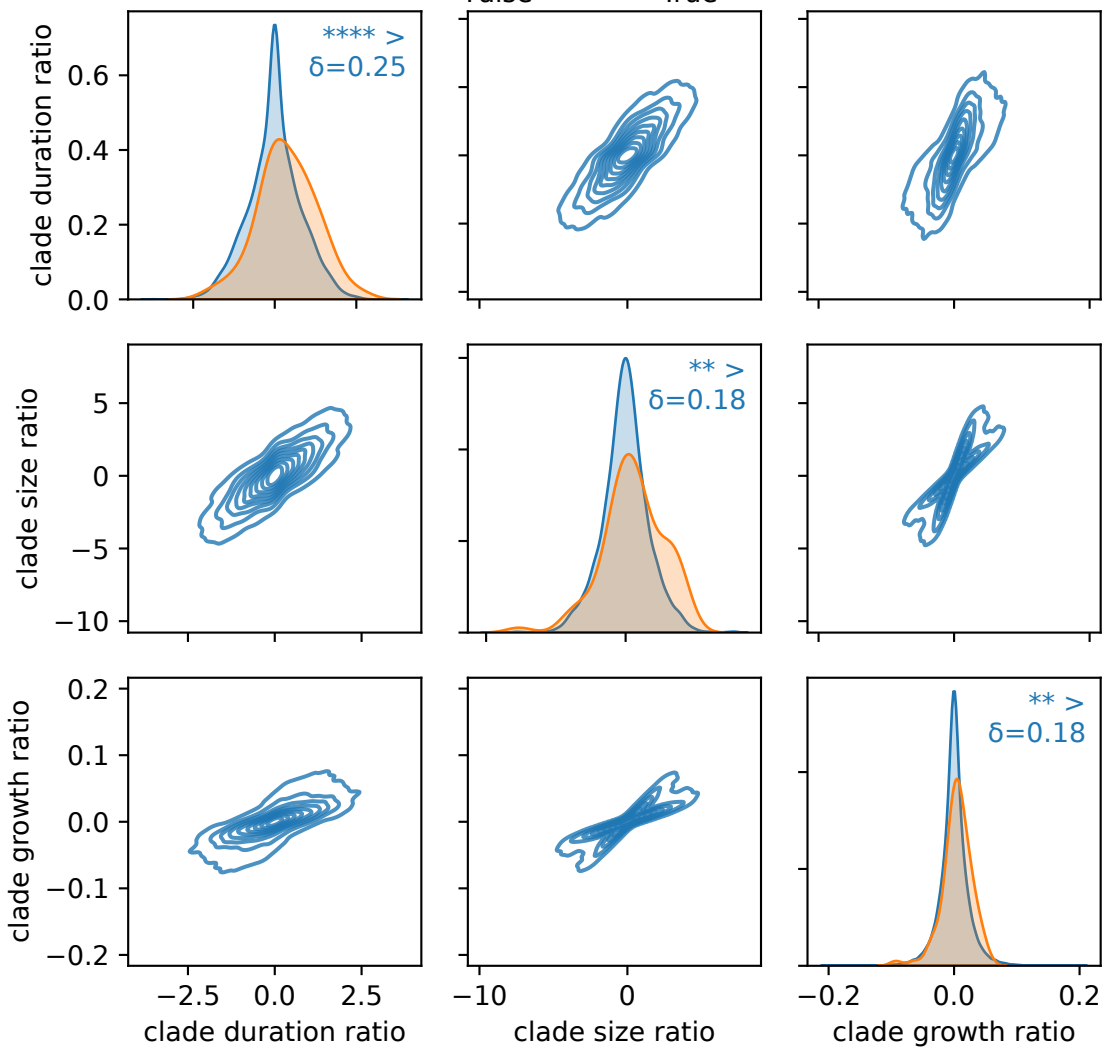 clade duration ratio
0.6
0.4
0.2
0.0
**** >
δ=0.25
clade size ratio
5
0
−5
−10
** >
δ=0.18
clade growth ratio
0.2
0.1
0.0
−0.1
−0.2
** >
δ=0.18
−2.5 0.0 2.5
−10 0
−0.2 0.0 0.2
clade duration ratio
clade size ratio
clade growth ratio